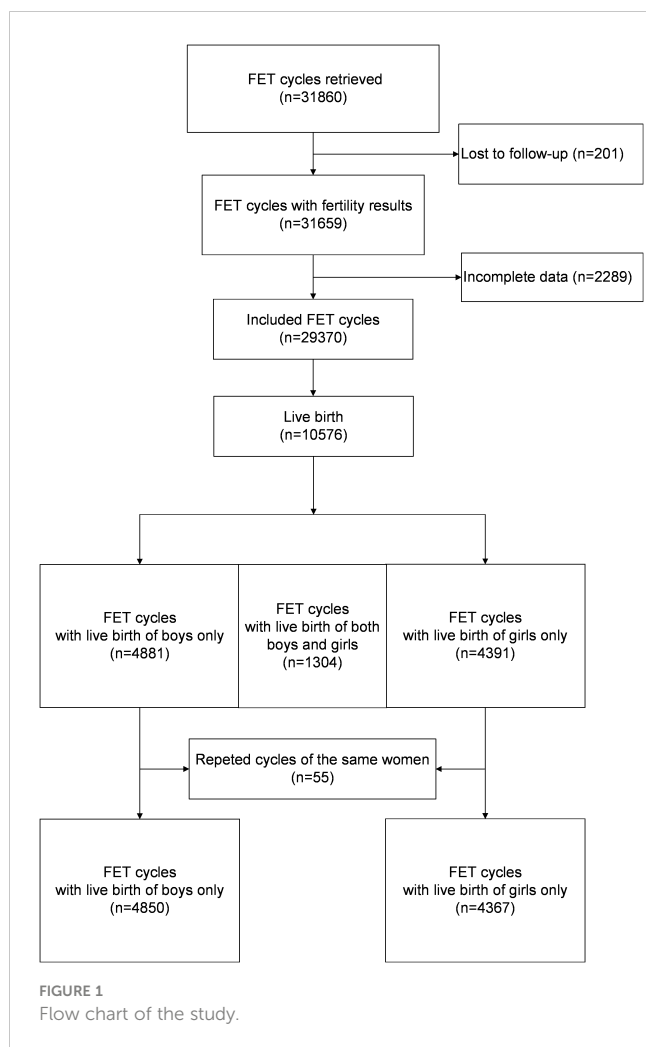 FET cycles retrieved
(n=31860)
Lost to follow-up (n=201)
FET cycles with fertility results
(n=31659)
Incomplete data (n=2289)
Included FET cycles
(n=29370)
Live birth
(n=10576)
FET cycles
with live birth of boys only
(n=4881)
FET cycles
with live birth of both
boys and girls
(n=1304)
FET cycles
with live birth of girls only
(n=4391)
Repeted cycles of the same women
(n=55)
FET cycles
with live birth of boys only
(n=4850)
FET cycles
with live birth of girls only
(n=4367)
FIGURE 1
Flow chart of the study.